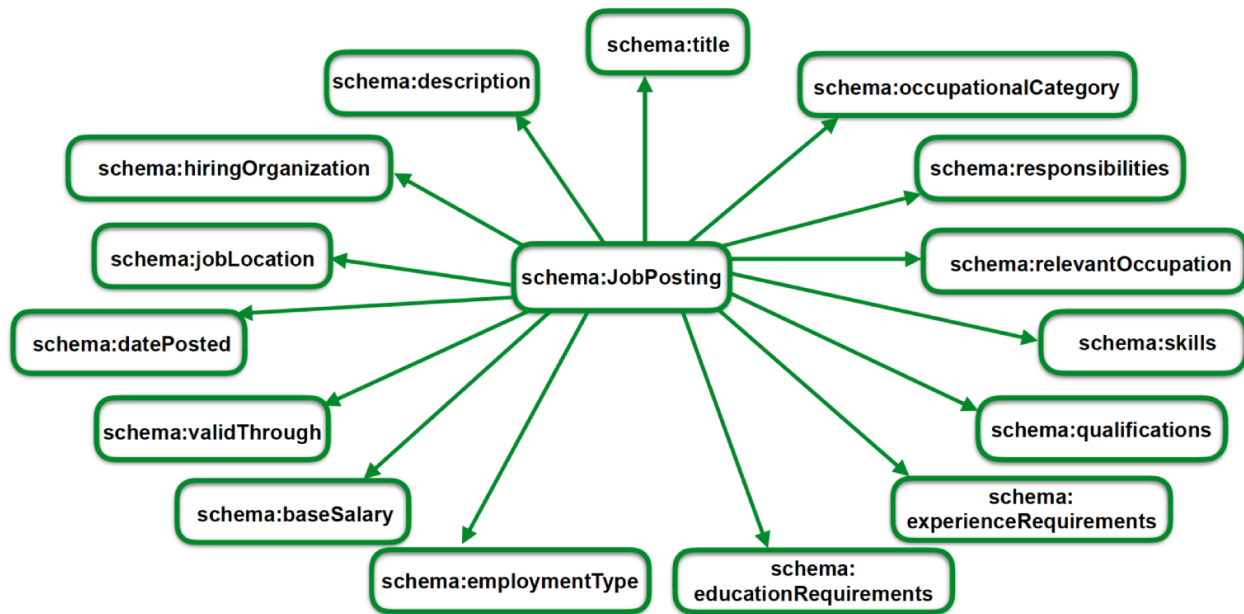 schema:title
schema:description
schema:occupationalCategory
schema:hiringOrganization
schema:responsibilities
schema:jobLocation
schema:JobPosting
schema:relevantOccupation
schema:datePosted
schema:skills
schema:validThrough
schema:qualifications
schema:baseSalary
schema:
experienceRequirements
schema:employmentType
schema:
educationRequirements